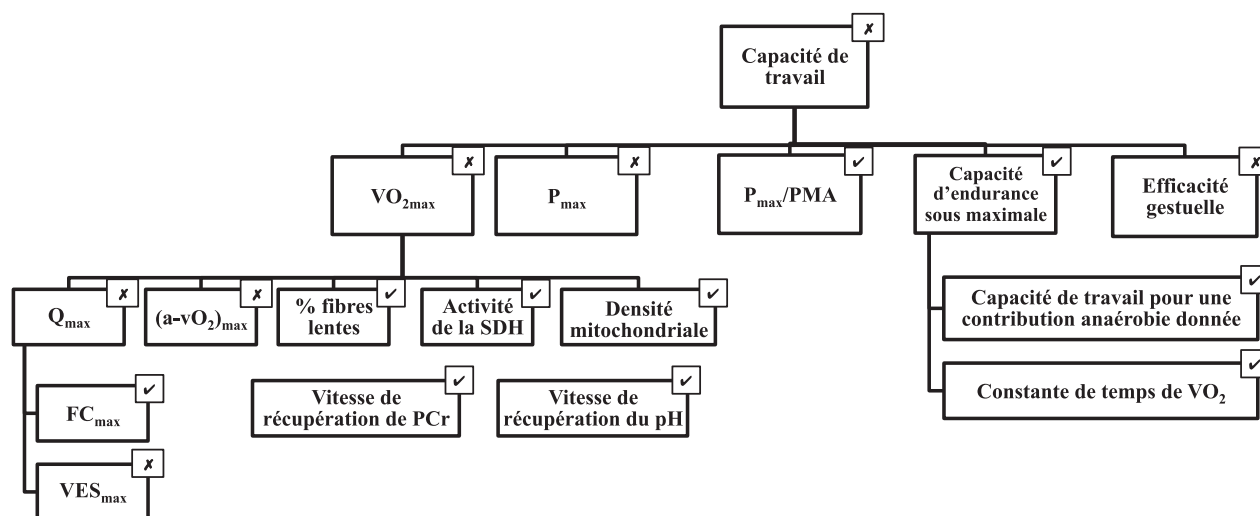 ✗
Capacité de
travail
✗
VO2max
✗
Pmax
✓
Pmax/PMA
✓
Capacité
d’endurance
sous maximale
✗
Efficacité
gestuelle
✗
Qmax
✗
(a-vO2)max
✓
% fibres
lentes
✓
Activité
de la SDH
✓
Densité
mitochondriale
✓
Capacité de travail pour une
contribution anaérobie donnée
✓
FCmax
✓
Vitesse de
récupération de PCr
✓
Vitesse de
récupération du pH
✓
Constante de temps de VO2
✗
VESmax